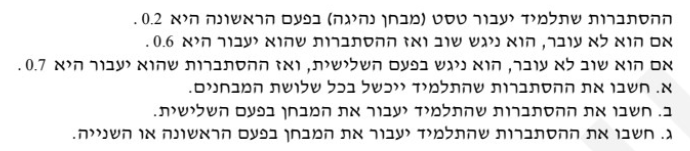 ההסתברות שתלמיד יעבור טסט (מבחן נהיגה) בפעם הראשונה היא 0.2 .
אם הוא לא עובר, הוא ניגש שוב ואז ההסתברות שהוא יעבור היא 0.6 .
אם הוא שוב לא עובר, הוא ניגש בפעם השלישית, ואז ההסתברות שהוא יעבור היא 0.7 .
א. חשבו את ההסתברות שהתלמיד ייכשל בכל שלושת המבחנים.
ב. חשבו את ההסתברות שהתלמיד יעבור את המבחן בפעם השלישית.
ג. חשבו את ההסתברות שהתלמיד יעבור את המבחן בפעם הראשונה או השנייה.